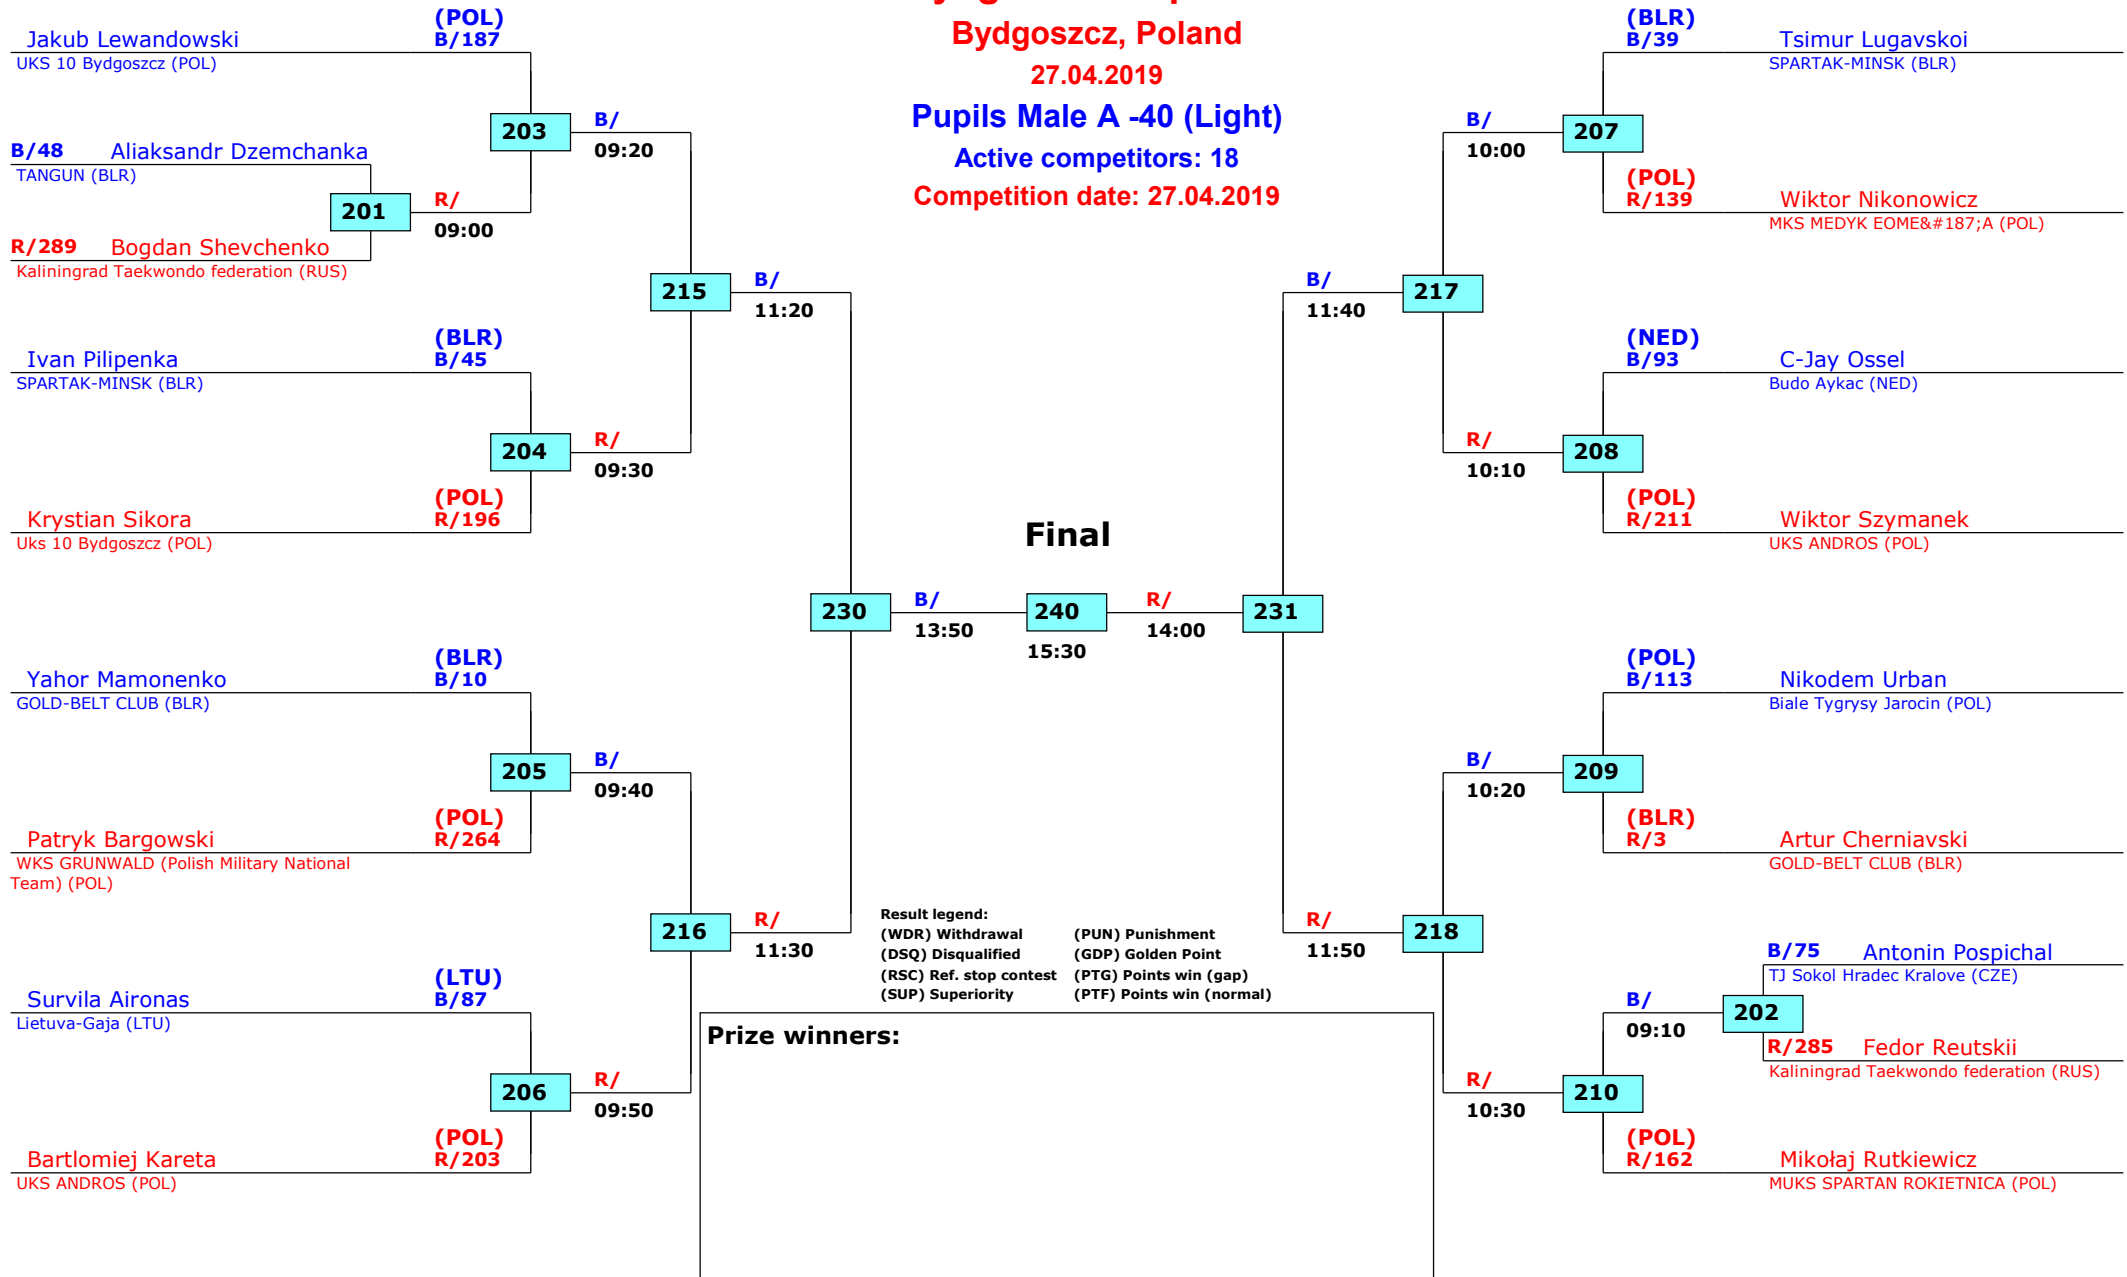 Bydgoszcz, Poland
27.04.2019
Pupils Male A -40 (Light)
Active competitors: 18
Competition date: 27.04.2019
(POL)
Jakub Lewandowski B/187
UKS 10 Bydgoszcz (POL)
203
B/
09:20
B/48 Aliaksandr Dzemchanka
TANGUN (BLR)
201
R/
09:00
R/289 Bogdan Shevchenko
Kaliningrad Taekwondo federation (RUS)
215
B/
11:20
(BLR)
Ivan Pilipenka B/45
SPARTAK-MINSK (BLR)
204
R/
09:30
(POL)
Krystian Sikora R/196
Uks 10 Bydgoszcz (POL)
230
B/
13:50
(BLR)
Yahor Mamonenko B/10
GOLD-BELT CLUB (BLR)
205
B/
09:40
(POL)
Patryk Bargowski R/264
WKS GRUNWALD (Polish Military National
Team) (POL)
216
R/
11:30
(LTU)
Survila Aironas B/87
Lietuva-Gaja (LTU)
206
R/
09:50
(POL)
Bartlomiej Kareta R/203
UKS ANDROS (POL)
Final
240
15:30
R/
14:00
231
(BLR)
B/39 Tsimur Lugavskoi
SPARTAK-MINSK (BLR)
B/
10:00
207
(POL)
R/139 Wiktor Nikonowicz
MKS MEDYK EOME&#187;A (POL)
B/
11:40
217
(NED)
B/93 C-Jay Ossel
Budo Aykac (NED)
R/
10:10
208
(POL)
R/211 Wiktor Szymanek
UKS ANDROS (POL)
(POL)
B/113 Nikodem Urban
Biale Tygrysy Jarocin (POL)
B/
10:20
209
(BLR)
R/3 Artur Cherniavski
GOLD-BELT CLUB (BLR)
R/
11:50
218
B/75 Antonin Pospichal
TJ Sokol Hradec Kralove (CZE)
B/
09:10
202
R/285 Fedor Reutskii
Kaliningrad Taekwondo federation (RUS)
R/
10:30
210
(POL)
R/162 Mikołaj Rutkiewicz
MUKS SPARTAN ROKIETNICA (POL)
Result legend:
(WDR) Withdrawal (PUN) Punishment
(DSQ) Disqualified (GDP) Golden Point
(RSC) Ref. stop contest (PTG) Points win (gap)
(SUP) Superiority (PTF) Points win (normal)
Prize winners: